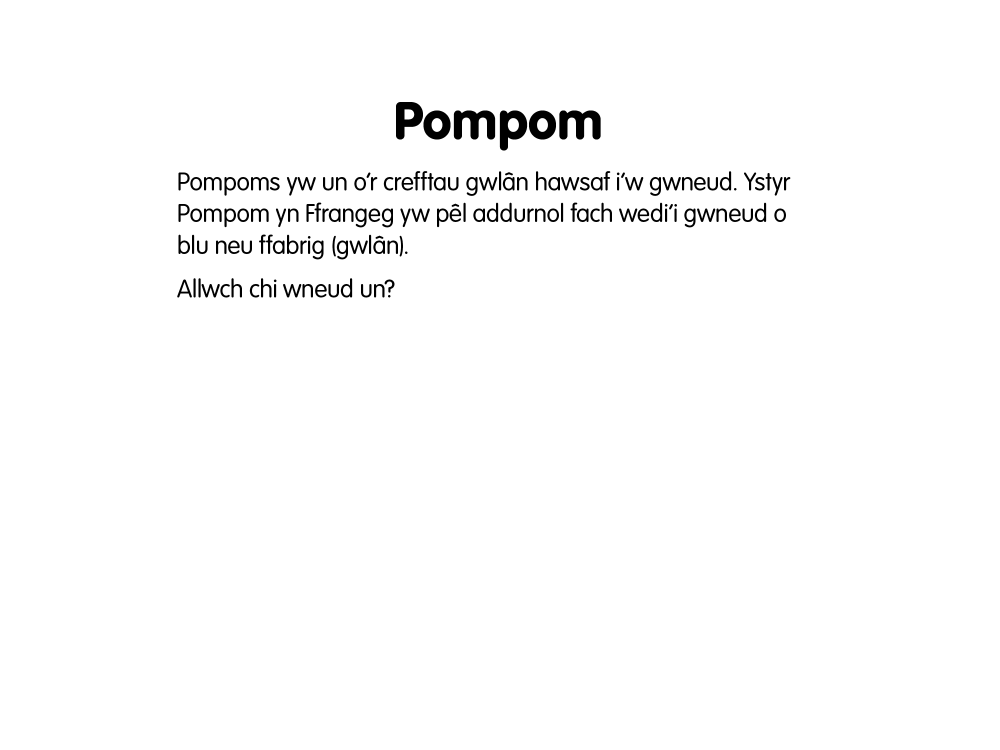 Pompom
Pompoms yw un o’r crefftau gwlân hawsaf i’w gwneud. Ystyr
Pompom yn Ffrangeg yw pêl addurnol fach wedi’i gwneud o
blu neu ffabrig (gwlân).
Allwch chi wneud un?